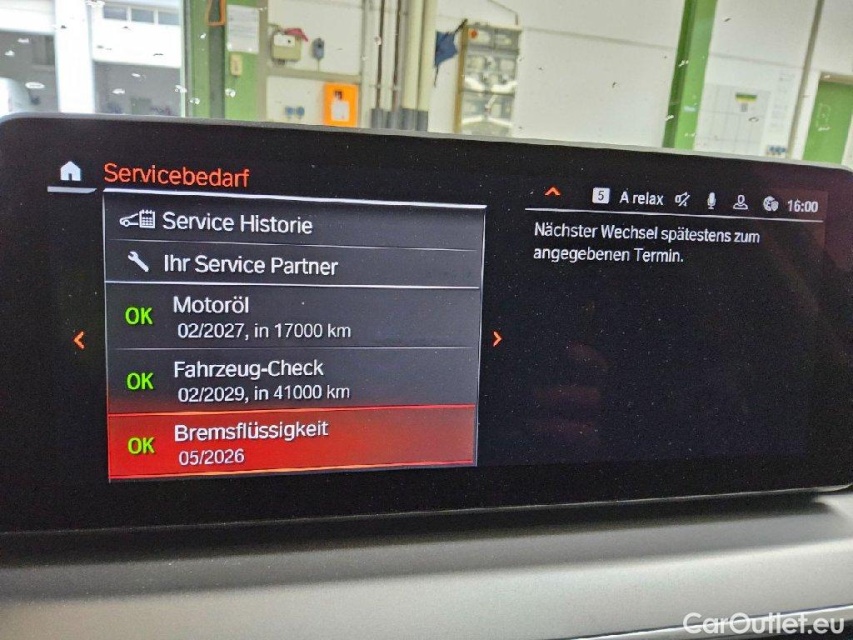 Servicebedarf
5 A relax 16:00
Service Historie
Ihr Service Partner
OK Motoröl
02/2027, in 17000 km
OK Fahrzeug-Check
02/2029, in 41000 km
OK Bremsflüssigkeit
05/2026
Nächster Wechsel spätestens zum
angegebenen Termin.
CarOutlet.eu